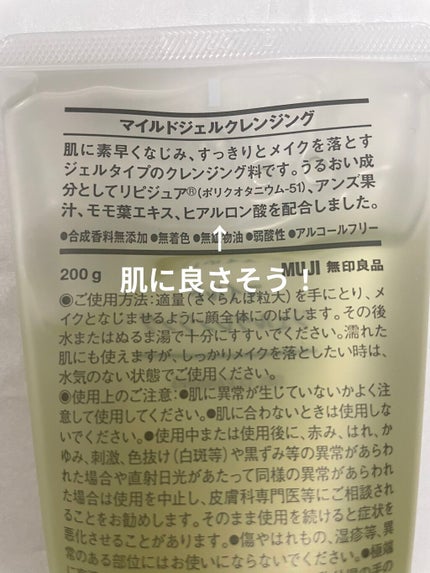 マイルドジェルクレンジング
肌に素早くなじみ、すっきりとメイクを落とす
ジェルタイプのクレンジング料です。うるおい成
分としてリピジュア®(ポリクオタニウム-51)、アンズ果
汁、モモ葉エキス、ヒアルロン酸を配合しました。
●合成香料無添加 ●無着色 ●無鉱物油 ●弱酸性 ●アルコールフリー
↑
200g
肌に良さそう!
MUJI 無印良品
◉ご使用方法:適量(さくらんぼ粒大)を手にとり、メ
イクとなじませるように顔全体にのばします。その後
水またはぬるま湯で十分にすすいでください。濡れた
肌にも使えますが、しっかりメイクを落としたい時は、
水気のない状態でご使用ください。
◉使用上のご注意:●肌に異常が生じていないかよく注
意して使用してください。●肌に合わないときは使用しな
いでください。●使用中または使用後に、赤み、はれ、か
ゆみ、刺激、色抜け(白斑等)や黒ずみ等の異常があらわ
れた場合や直射日光があたって同様の異常があらわれ
た場合は使用を中止し、皮膚科専門医等にご相談され
ることをお勧めします。そのまま使用を続けると症状を
悪化させることがあります。●傷やはれもの、湿疹等、異
常のある部位にはお使いにならないでください。●極端